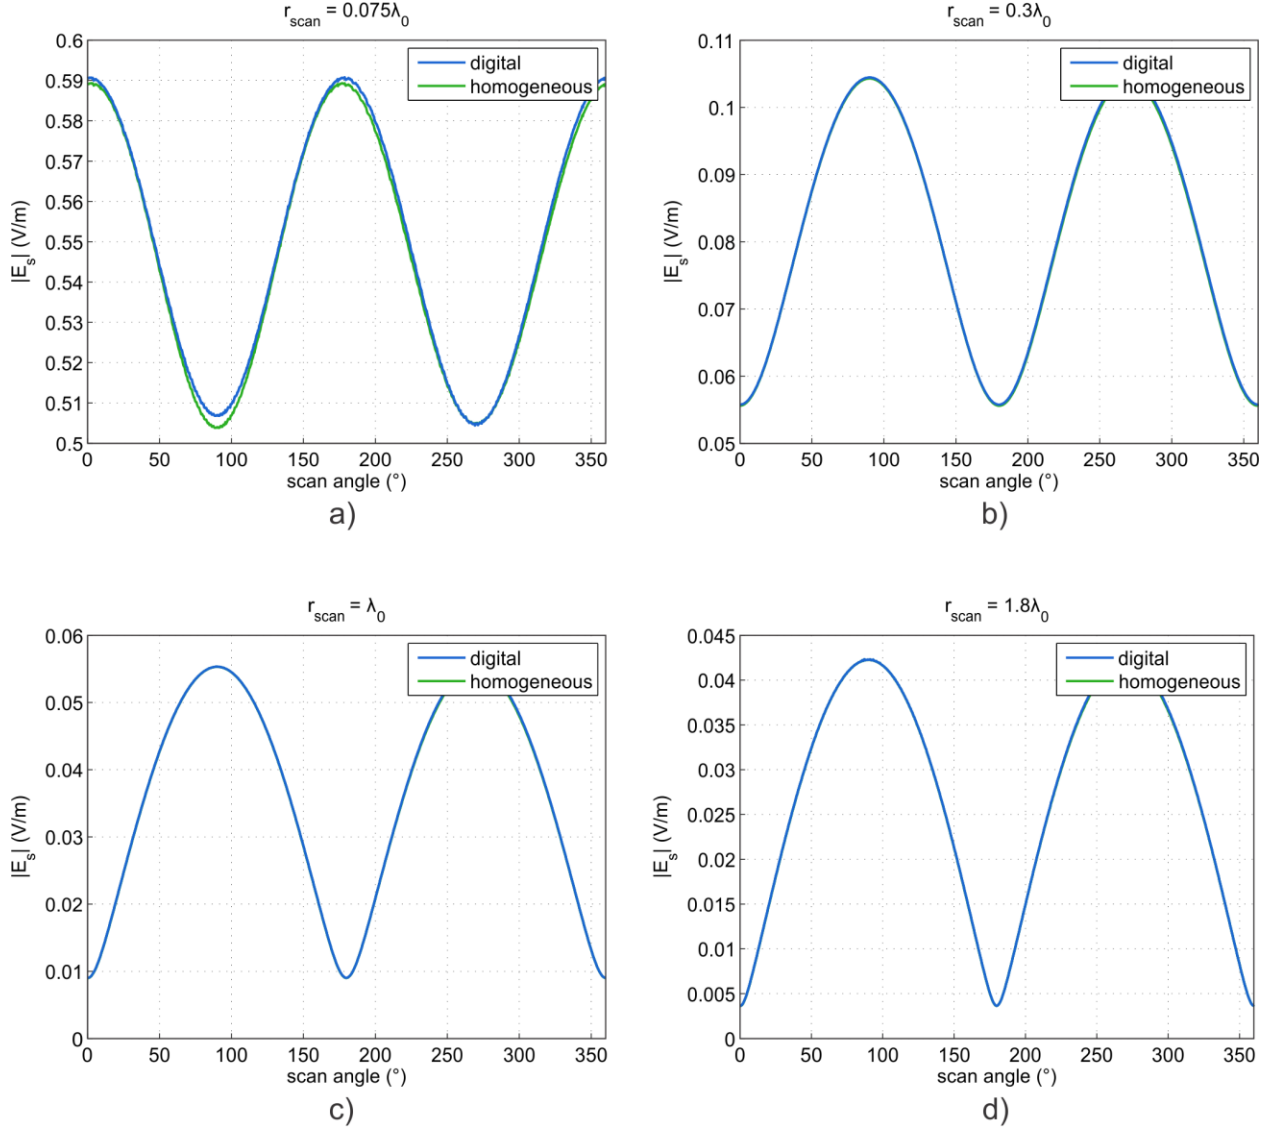 r_scan = 0.075λ_0
0.6
0.59
0.58
0.57
0.56
0.55
0.54
0.53
0.52
0.51
0.5
|E_s| (V/m)
digital
homogeneous
0 50 100 150 200 250 300 350
scan angle (°)
a)
r_scan = 0.3λ_0
0.11
0.1
0.09
0.08
0.07
0.06
0.05
|E_s| (V/m)
digital
homogeneous
0 50 100 150 200 250 300 350
scan angle (°)
b)
r_scan = λ_0
0.06
0.05
0.04
0.03
0.02
0.01
0
|E_s| (V/m)
digital
homogeneous
0 50 100 150 200 250 300 350
scan angle (°)
c)
r_scan = 1.8λ_0
0.045
0.04
0.035
0.03
0.025
0.02
0.015
0.01
0.005
0
|E_s| (V/m)
digital
homogeneous
0 50 100 150 200 250 300 350
scan angle (°)
d)